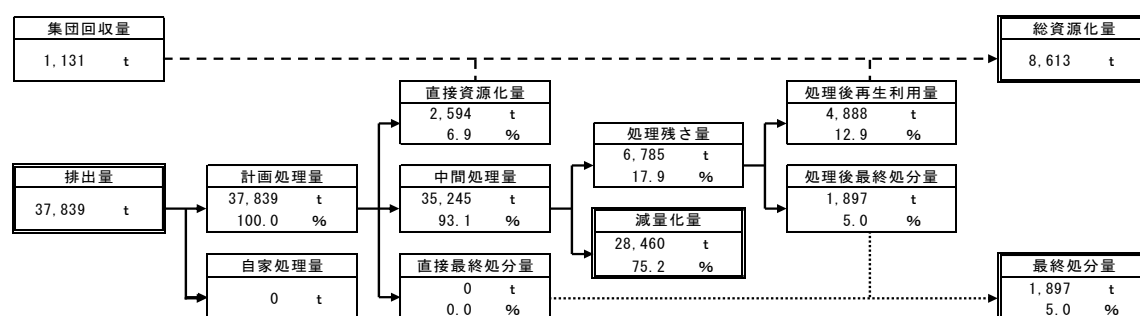 集団回収量
1,131 t
総資源化量
8,613 t
直接資源化量
2,594 t
6.9 %
処理後再生利用量
4,888 t
12.9 %
処理残さ量
6,785 t
17.9 %
排出量
37,839 t
計画処理量
37,839 t
100.0 %
中間処理量
35,245 t
93.1 %
処理後最終処分量
1,897 t
5.0 %
減量化量
28,460 t
75.2 %
自家処理量
0 t
直接最終処分量
0 t
0.0 %
最終処分量
1,897 t
5.0 %